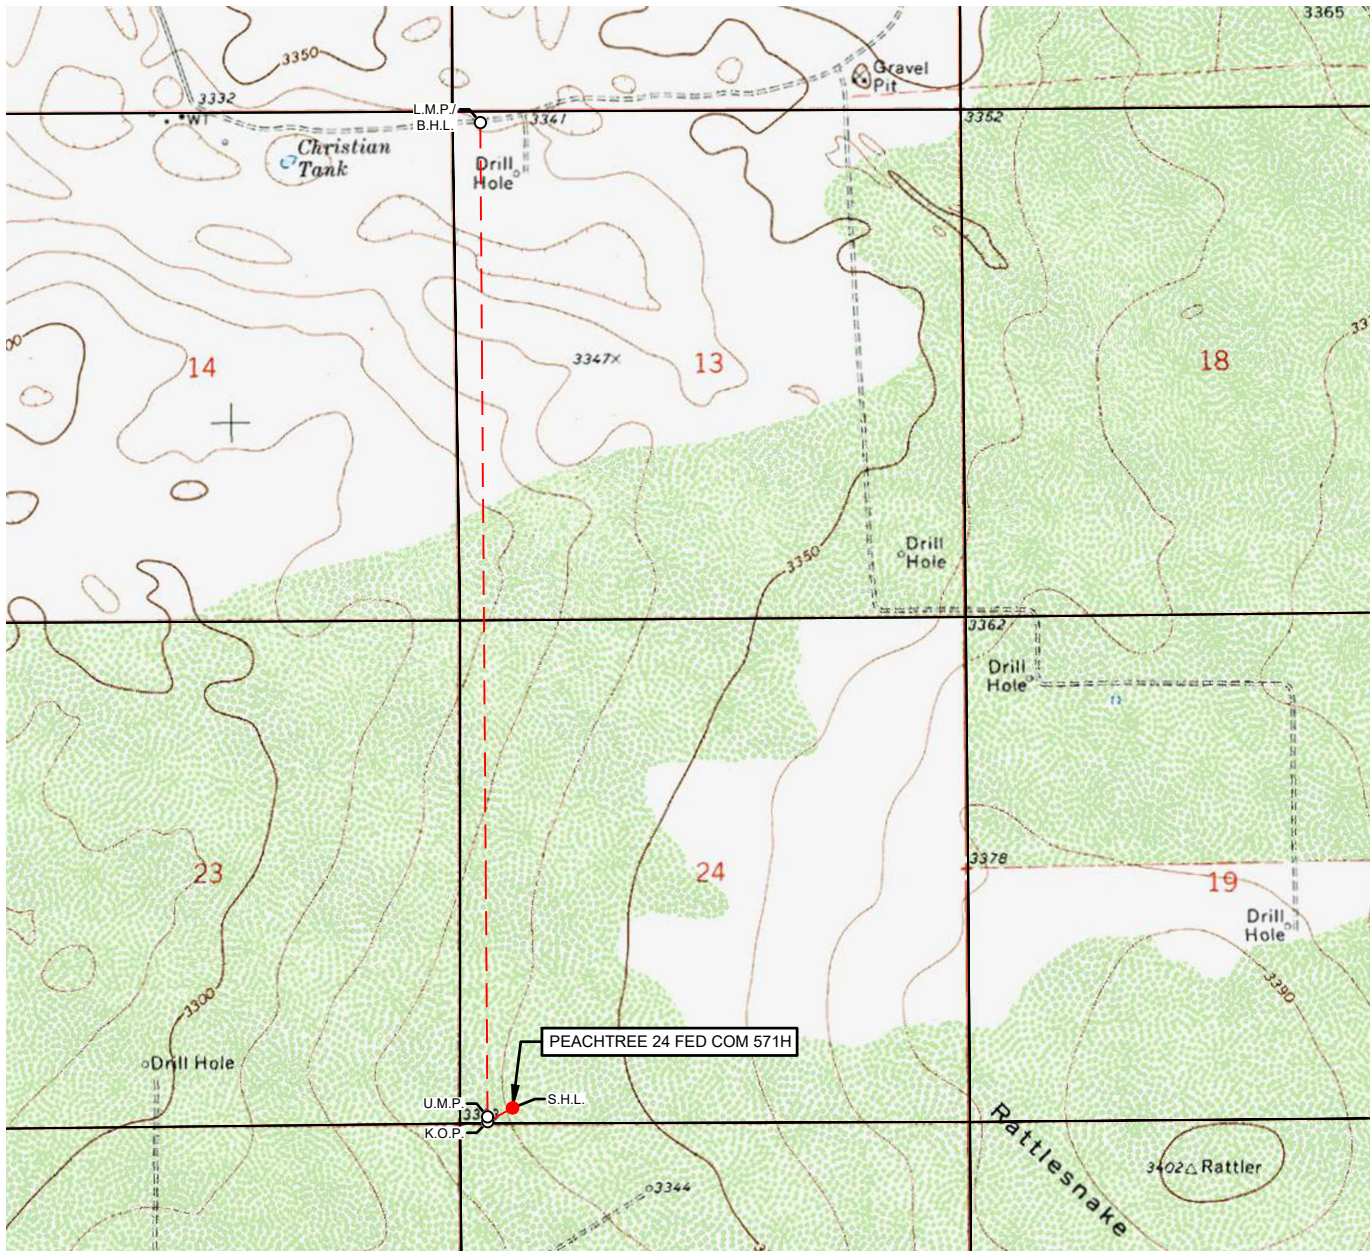 3365
3350
Gravel
Pit
3332
WT
L.M.P./
B.H.L.
3341
3352
Christian
Tank
Drill
Hole
14
3347×
13
18
3350
Drill
Hole
3362
Drill
Hole
3378
23
24
19
Drill
Hole
3300
3390
PEACHTREE 24 FED COM 571H
Drill Hole
S.H.L.
U.M.P.
K.O.P.
Rattlesnake
3402△ Rattler
3344